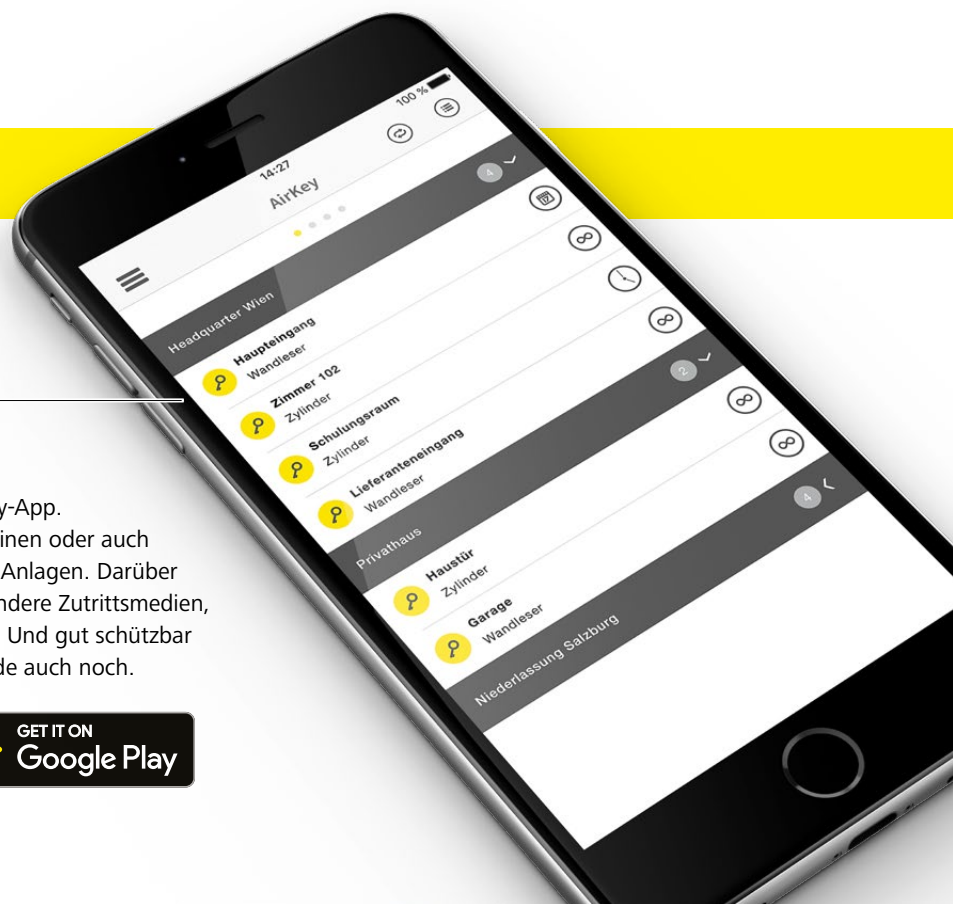 100 %
14:27
AirKey
Headquarter Wien
4
Haupteingang
Wandleser
17
Zimmer 102
Zylinder
Schulungsraum
Zylinder
Lieferanteneingang
Wandleser
Privathaus
2
Haustür
Zylinder
Garage
Wandleser
Niederlassung Salzburg
4
y-App.
inen oder auch
Anlagen. Darüber
ndere Zutrittsmedien,
Und gut schützbar
de auch noch.
GET IT ON
Google Play